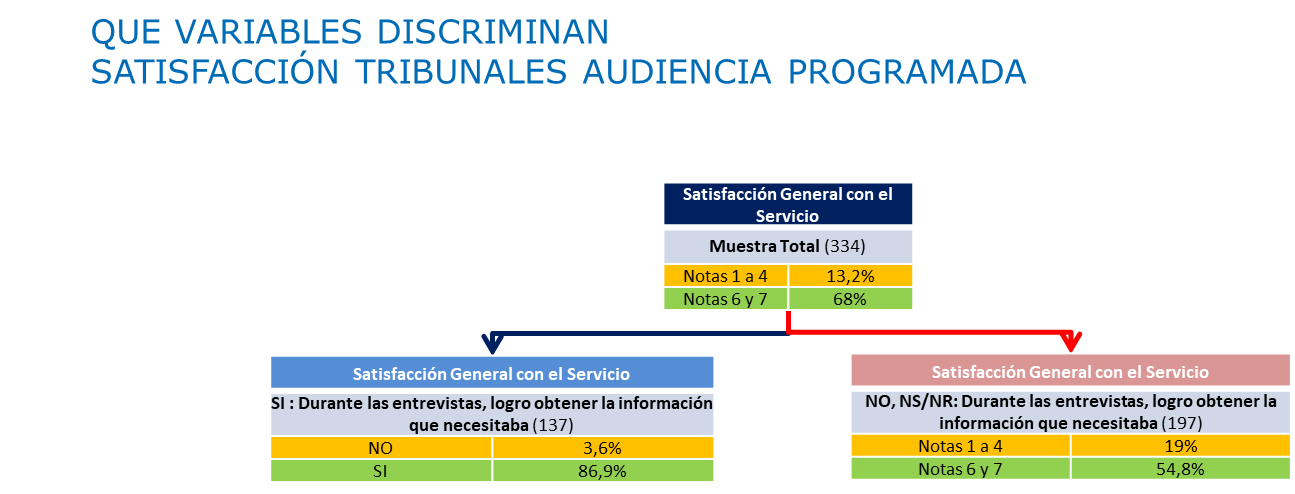 QUE VARIABLES DISCRIMINAN
SATISFACCIÓN TRIBUNALES AUDIENCIA PROGRAMADA
Satisfacción General con el
Servicio
Muestra Total (334)
Notas 1 a 4 13,2%
Notas 6 y 7 68%
Satisfacción General con el Servicio
SI : Durante las entrevistas, logro obtener la información
que necesitaba (137)
NO 3,6%
SI 86,9%
Satisfacción General con el Servicio
NO, NS/NR: Durante las entrevistas, logro obtener la
información que necesitaba (197)
Notas 1 a 4 19%
Notas 6 y 7 54,8%